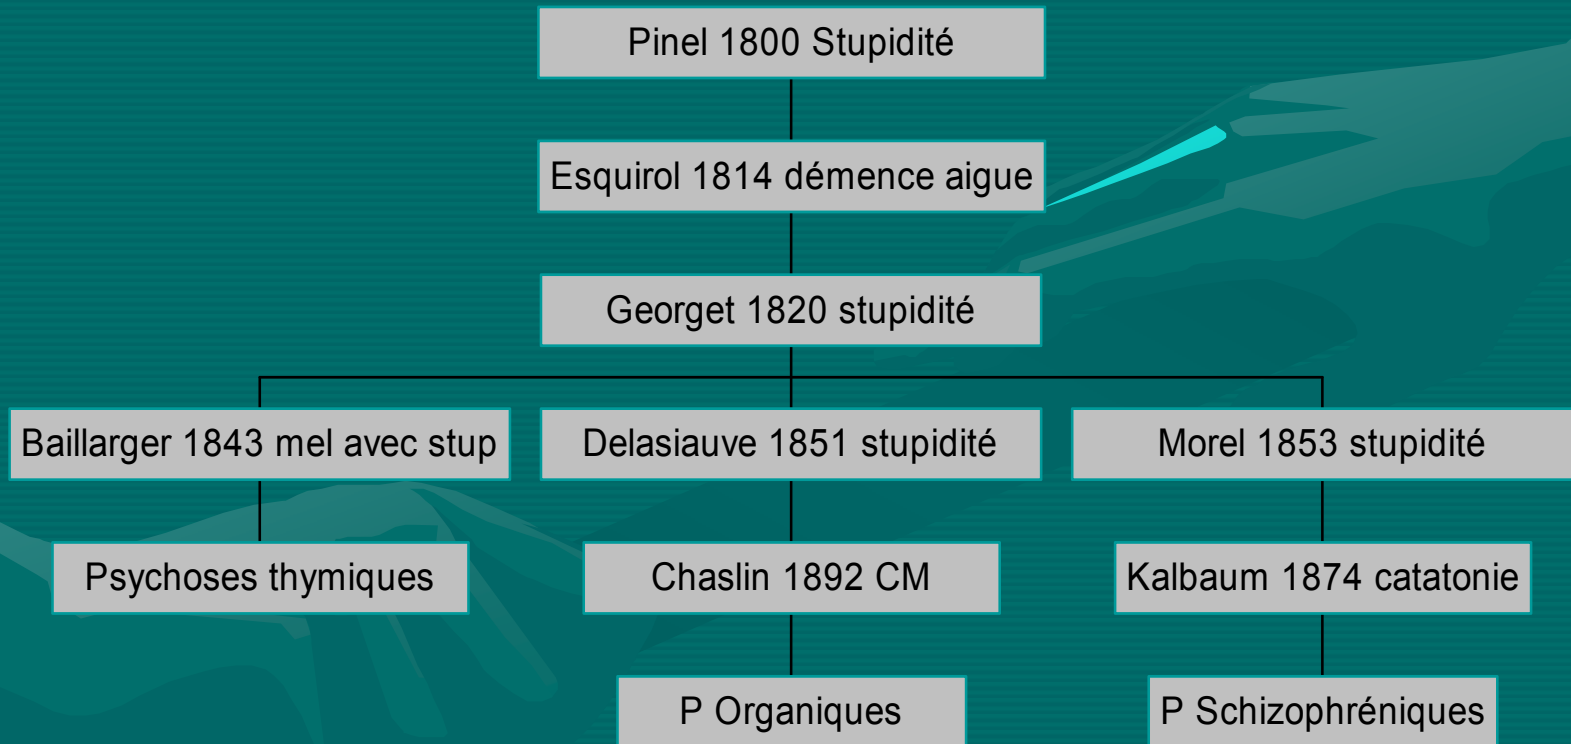 Pinel 1800 Stupidité
Esquirol 1814 démence aigue
Georget 1820 stupidité
Baillarger 1843 mel avec stup
Delasiauve 1851 stupidité
Morel 1853 stupidité
Psychoses thymiques
Chaslin 1892 CM
Kalbaum 1874 catatonie
P Organiques
P Schizophréniques